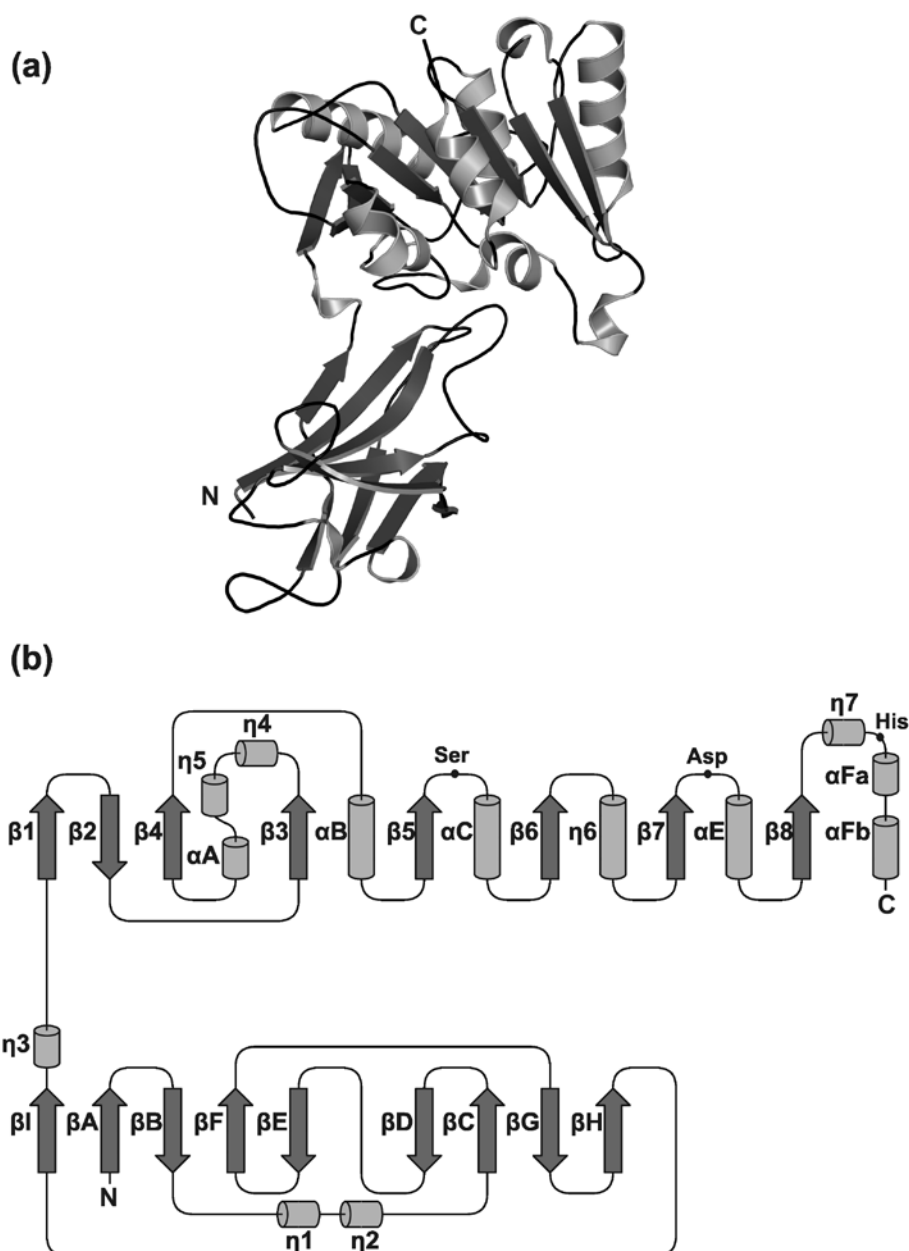 (a)
C
N
(b)
η7
His
η4
Ser
Asp
η5
αFa
β1 β2 β4 αA β3 αB β5 αC β6 η6 β7 αE β8 αFb
C
η3
βI βA βB βF βE βD βC βG βH
N
η1 η2